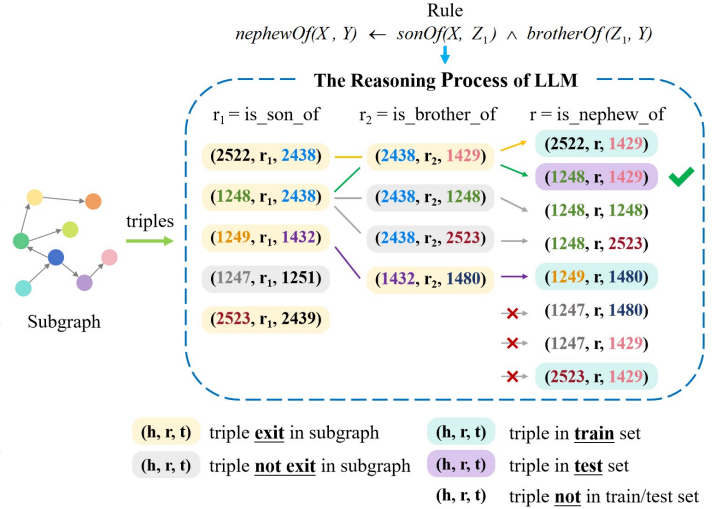 Rule
nephewOf(X , Y) ← sonOf(X, Z₁) ∧ brotherOf(Z₁, Y)
The Reasoning Process of LLM
r₁ = is_son_of
r₂ = is_brother_of
r = is_nephew_of
(2522, r₁, 2438)
(2438, r₂, 1429)
(2522, r, 1429)
(1248, r, 1429)
(1248, r₁, 2438)
(2438, r₂, 1248)
(1248, r, 1248)
(1249, r₁, 1432)
(2438, r₂, 2523)
(1248, r, 2523)
(1247, r₁, 1251)
(1432, r₂, 1480)
(1249, r, 1480)
(2523, r₁, 2439)
(1247, r, 1480)
(1247, r, 1429)
(2523, r, 1429)
triples
Subgraph
(h, r, t) triple exit in subgraph
(h, r, t) triple not exit in subgraph
(h, r, t) triple in train set
(h, r, t) triple in test set
(h, r, t) triple not in train/test set